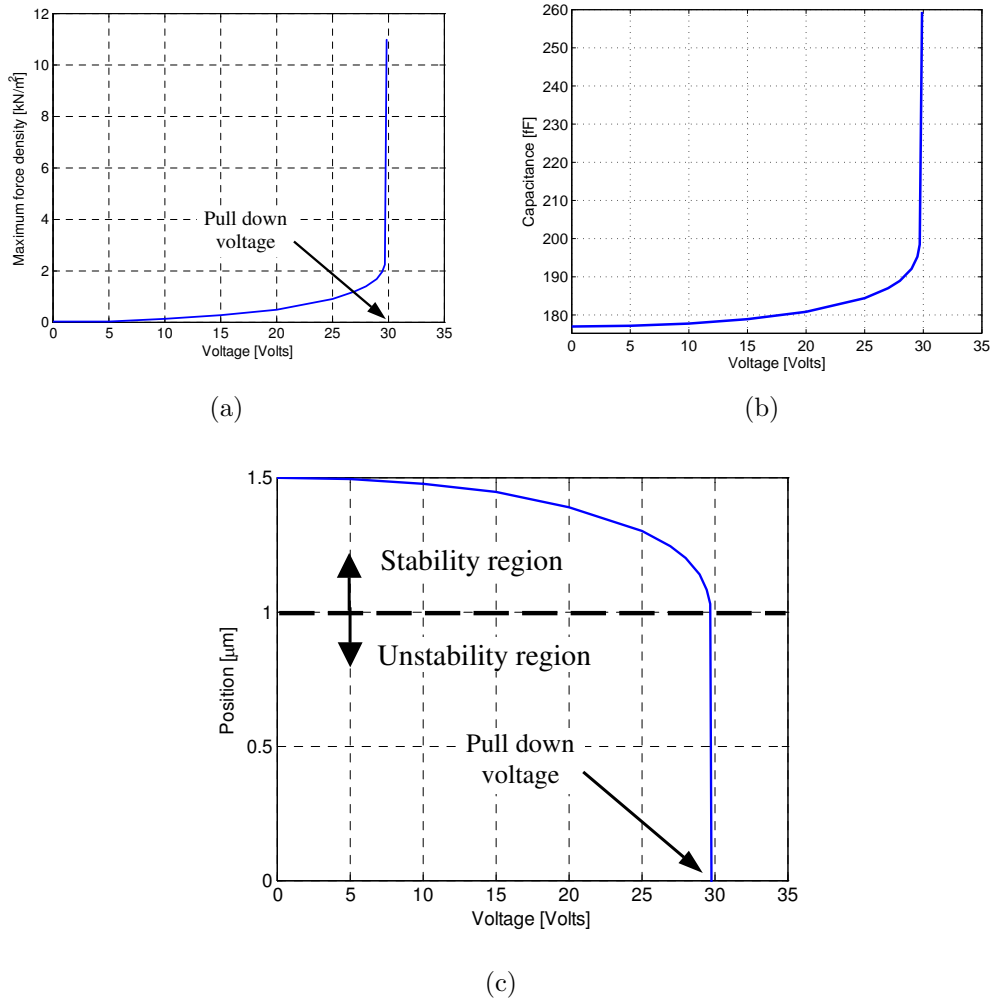 12
10
8
6
4
2
0
Maximum force density [kN/m²]
Pull down
voltage
0 5 10 15 20 25 30 35
Voltage [Volts]
(a)
260
250
240
230
220
210
200
190
180
Capacitance [fF]
0 5 10 15 20 25 30 35
Voltage [Volts]
(b)
1.5
1
0.5
0
Position [μm]
Stability region
Unstability region
Pull down
voltage
0 5 10 15 20 25 30 35
Voltage [Volts]
(c)